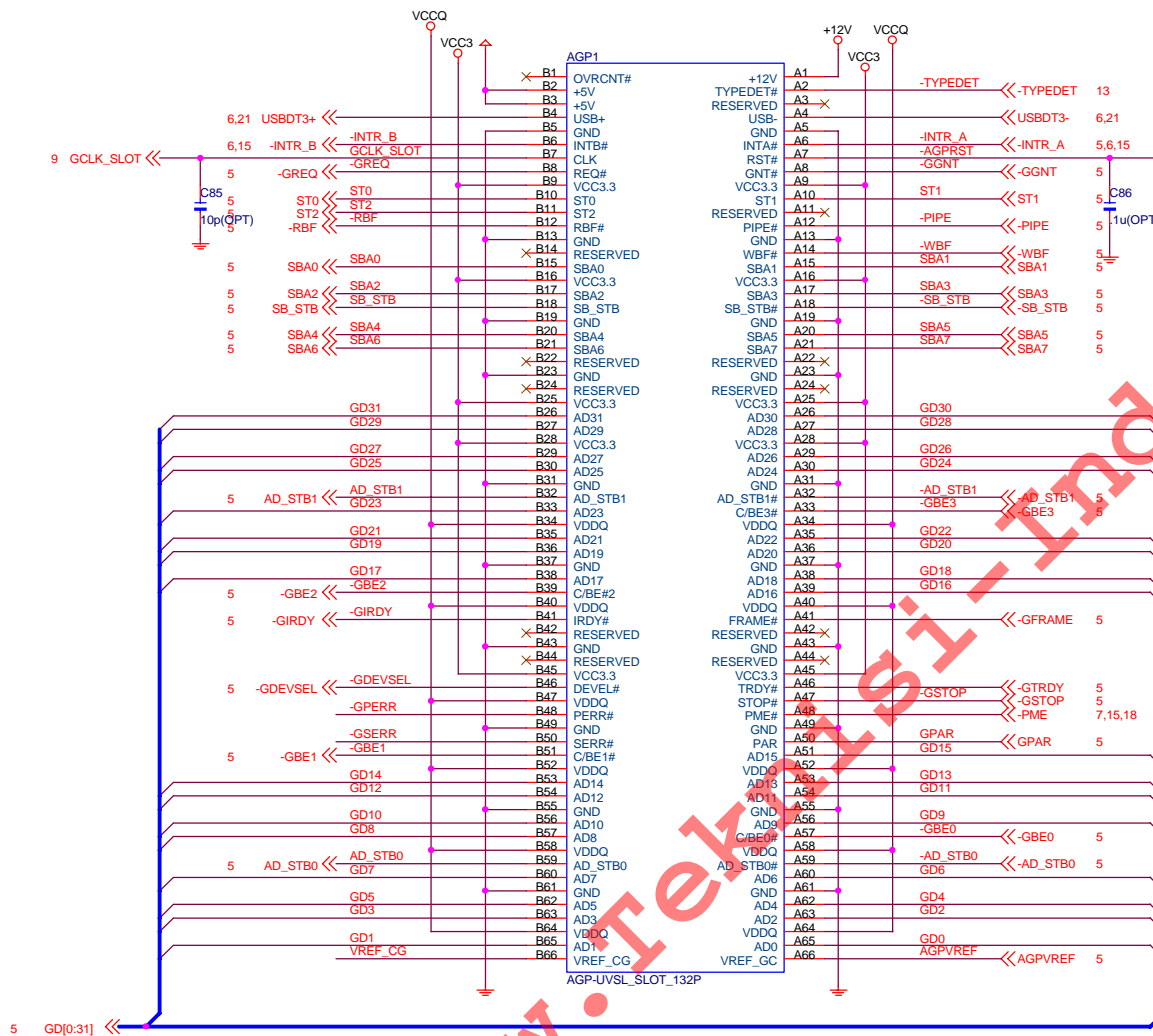 VCCQ
VCC3
+12V
VCCQ
VCC3
AGP1
B1 OVRCNT# +12V A1
B2 +5V TYPEDET# A2 -TYPEDET -TYPEDET 13
B3 +5V RESERVED A3
6,21 USBDT3+ B4 USB+ USB- A4 USBDT3- 6,21
B5 GND GND A5
6,15 -INTR_B -INTR_B B6 INTB# INTA# A6 -INTR_A -INTR_A 5,6,15
9 GCLK_SLOT GCLK_SLOT B7 CLK RST# A7 -AGPRST
5 -GREQ -GREQ B8 REQ# GNT# A8 -GGNT -GGNT 5
B9 VCC3.3 VCC3.3 A9
C85
5 ST0 ST0 B10 ST0 ST1 A10 ST1 ST1 5
C86
5 ST2 ST2 B11 ST2 RESERVED A11
10p(OPT)
5 -RBF -RBF B12 RBF# PIPE# A12 -PIPE -PIPE 5
.1u(OPT
B13 GND GND A13
B14 RESERVED WBF# A14 -WBF -WBF 5
5 SBA0 SBA0 B15 SBA0 SBA1 A15 SBA1 SBA1 5
B16 VCC3.3 VCC3.3 A16
5 SBA2 SBA2 B17 SBA2 SBA3 A17 SBA3 SBA3 5
5 SB_STB SB_STB B18 SB_STB SB_STB# A18 -SB_STB -SB_STB 5
B19 GND GND A19
5 SBA4 SBA4 B20 SBA4 SBA5 A20 SBA5 SBA5 5
5 SBA6 SBA6 B21 SBA6 SBA7 A21 SBA7 SBA7 5
B22 RESERVED RESERVED A22
B23 GND GND A23
B24 RESERVED RESERVED A24
B25 VCC3.3 VCC3.3 A25
GD31 B26 AD31 AD30 A26 GD30
GD29 B27 AD29 AD28 A27 GD28
B28 VCC3.3 VCC3.3 A28
GD27 B29 AD27 AD26 A29 GD26
GD25 B30 AD25 AD24 A30 GD24
B31 GND GND A31
5 AD_STB1 AD_STB1 B32 AD_STB1 AD_STB1# A32 -AD_STB1 -AD_STB1 5
GD23 B33 AD23 C/BE3# A33 -GBE3 -GBE3 5
B34 VDDQ VDDQ A34
GD21 B35 AD21 AD22 A35 GD22
GD19 B36 AD19 AD20 A36 GD20
B37 GND GND A37
GD17 B38 AD17 AD18 A38 GD18
5 -GBE2 -GBE2 B39 C/BE#2 AD16 A39 GD16
B40 VDDQ VDDQ A40
5 -GIRDY -GIRDY B41 IRDY# FRAME# A41 -GFRAME 5
B42 RESERVED RESERVED A42
B43 GND GND A43
B44 RESERVED RESERVED A44
B45 VCC3.3 VCC3.3 A45
5 -GDEVSEL -GDEVSEL B46 DEVEL# TRDY# A46 -GTRDY 5
B47 VDDQ STOP# A47 -GSTOP -GSTOP 5
-GPERR B48 PERR# PME# A48 -PME 7,15,18
B49 GND GND A49
-GSERR B50 SERR# PAR A50 GPAR GPAR 5
5 -GBE1 -GBE1 B51 C/BE1# AD15 A51 GD15
B52 VDDQ VDDQ A52
GD14 B53 AD14 AD13 A53 GD13
GD12 B54 AD12 AD11 A54 GD11
B55 GND GND A55
GD10 B56 AD10 AD9 A56 GD9
GD8 B57 AD8 C/BE0# A57 -GBE0 -GBE0 5
B58 VDDQ VDDQ A58
5 AD_STB0 AD_STB0 B59 AD_STB0 AD_STB0# A59 -AD_STB0 -AD_STB0 5
GD7 B60 AD7 AD6 A60 GD6
B61 GND GND A61
GD5 B62 AD5 AD4 A62 GD4
GD3 B63 AD3 AD2 A63 GD2
B64 VDDQ VDDQ A64
GD1 B65 AD1 AD0 A65 GD0
VREF_CG B66 VREF_CG VREF_GC A66 AGPVREF AGPVREF 5
AGP-UVSL_SLOT_132P
5 GD[0:31]
w.Teknisi-Ind